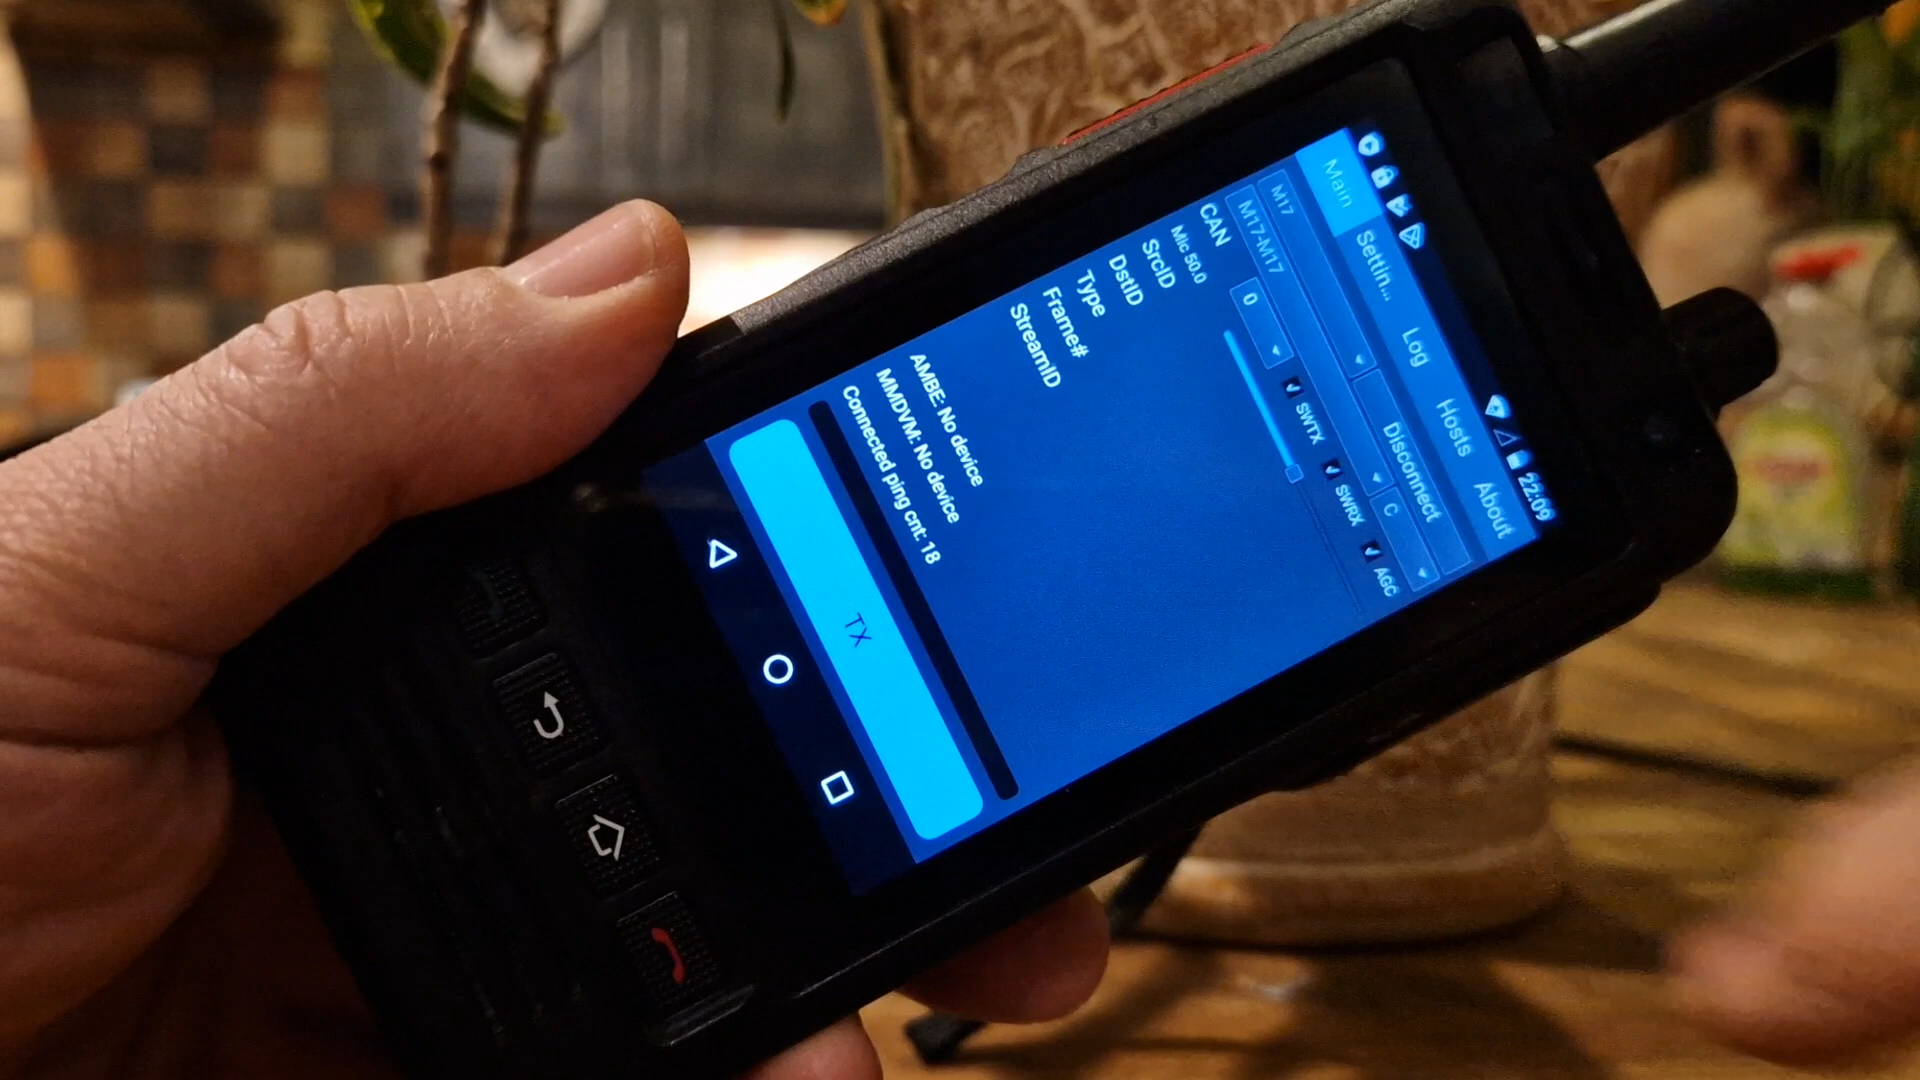 22:09
Main Settin... Log Hosts About
M17 Disconnect
M17-M17 C
CAN 0 SWTX SWRX AGC
Mic 50.0
SrcID
DstID
Type
Frame#
StreamID
AMBE: No device
MMDVM: No device
Connected ping cnt: 18
TX